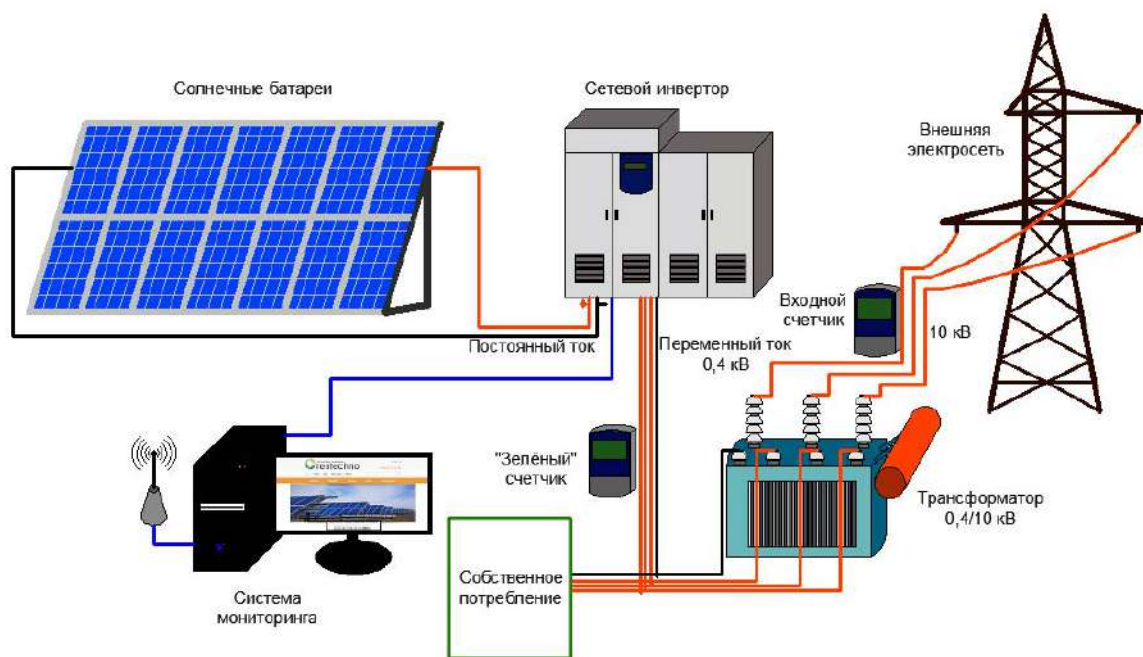 Солнечные батареи
Сетевой инвертор
Внешняя
электросеть
Входной
счетчик
10 кВ
Постоянный ток
Переменный ток
0,4 кВ
"Зелёный"
счетчик
Трансформатор
0,4/10 кВ
Собственное
потребление
Система
мониторинга